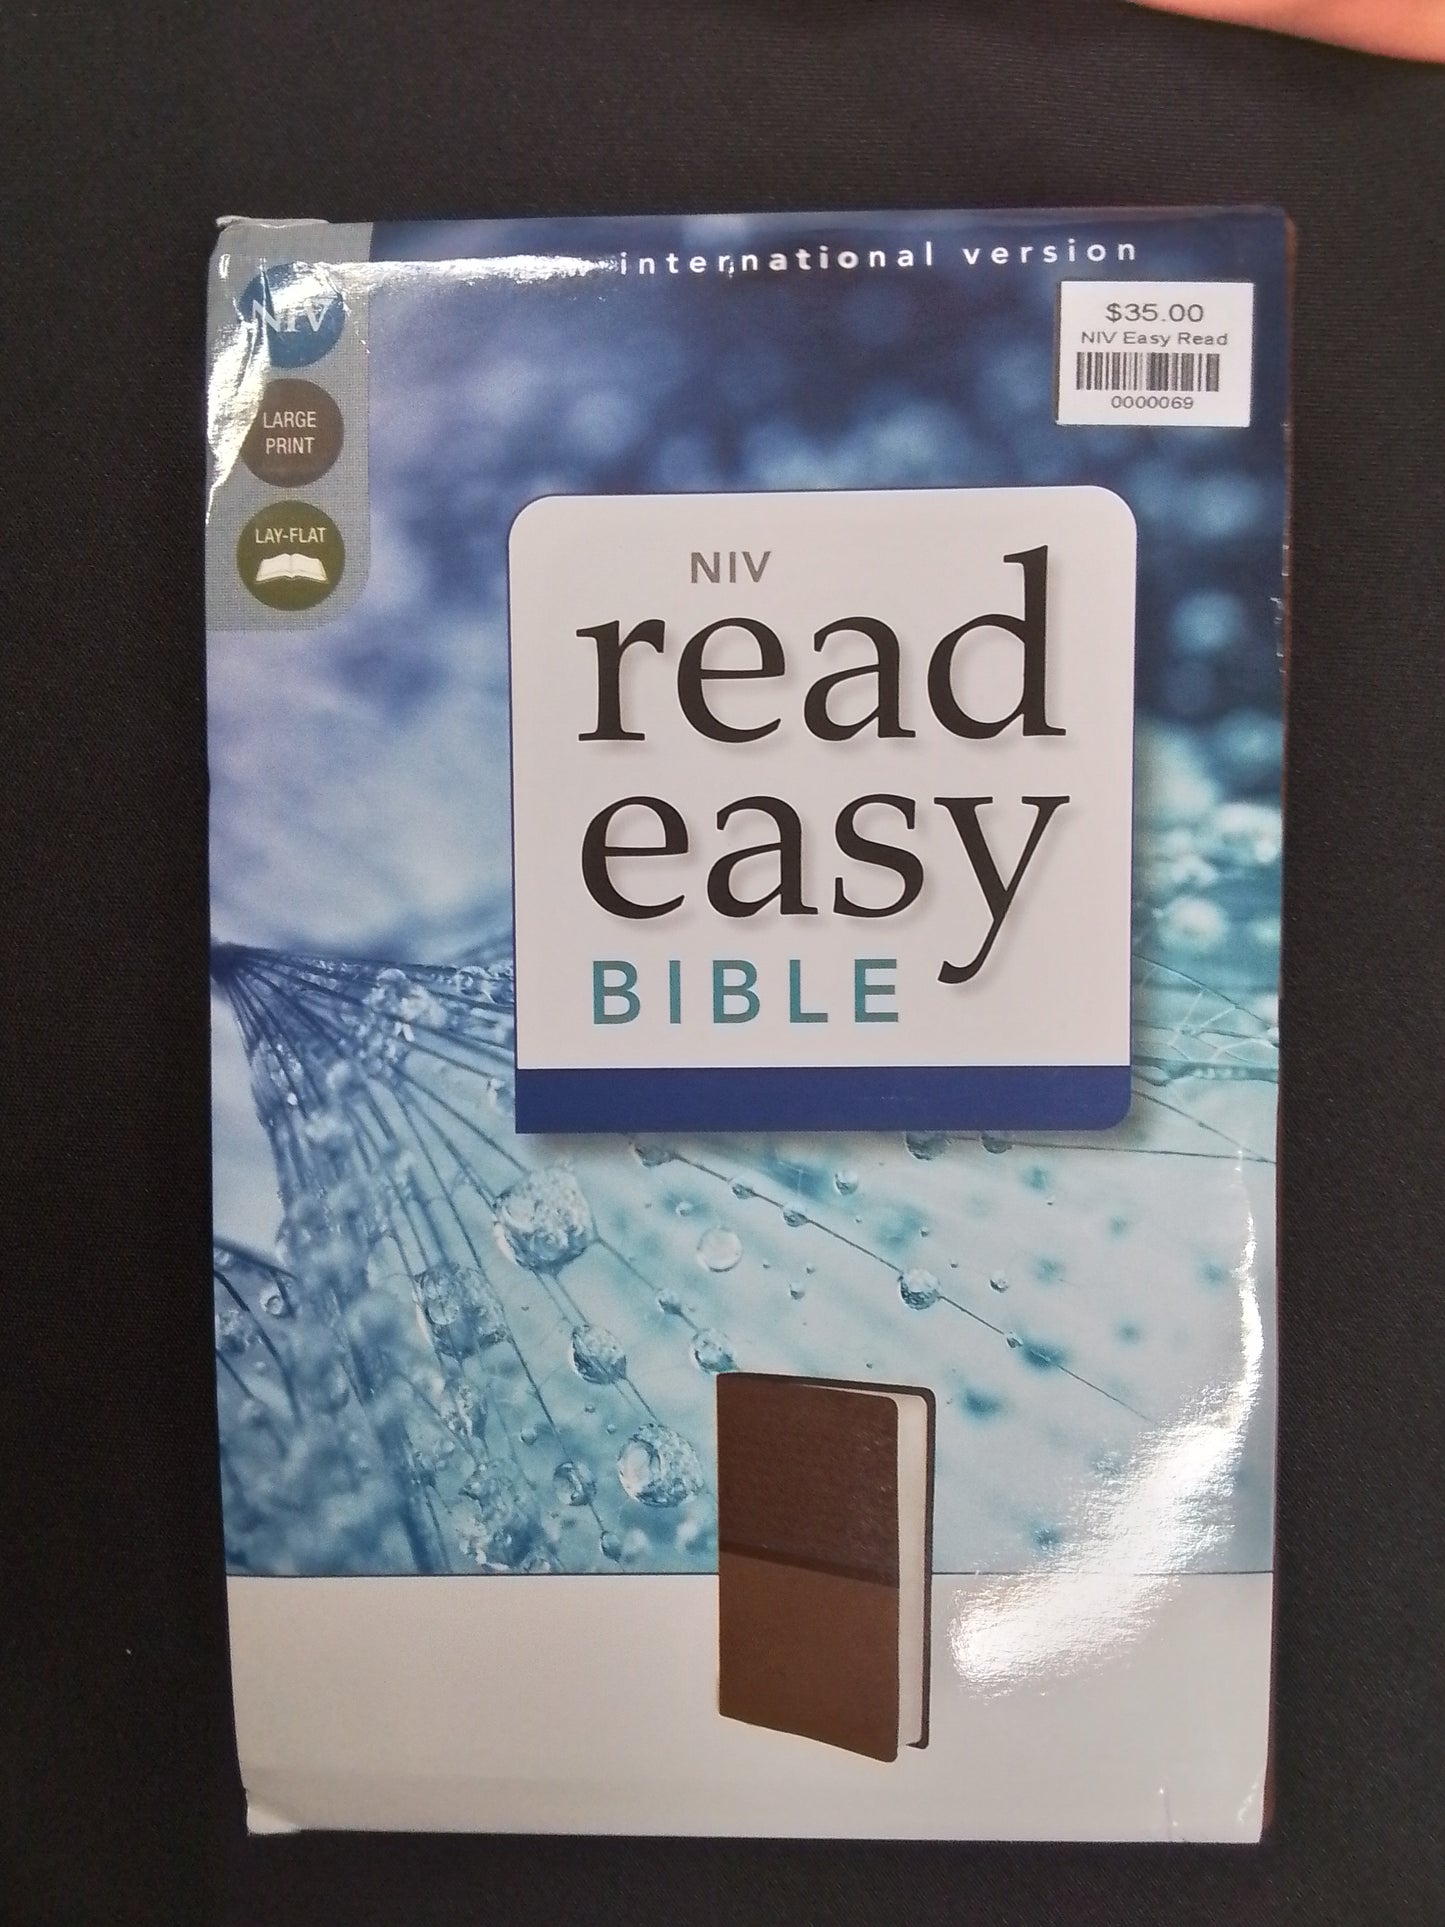 international version
NIV
LARGE
PRINT
LAY-FLAT
$35.00
NIV Easy Read
0000069
NIV
read
easy
BIBLE